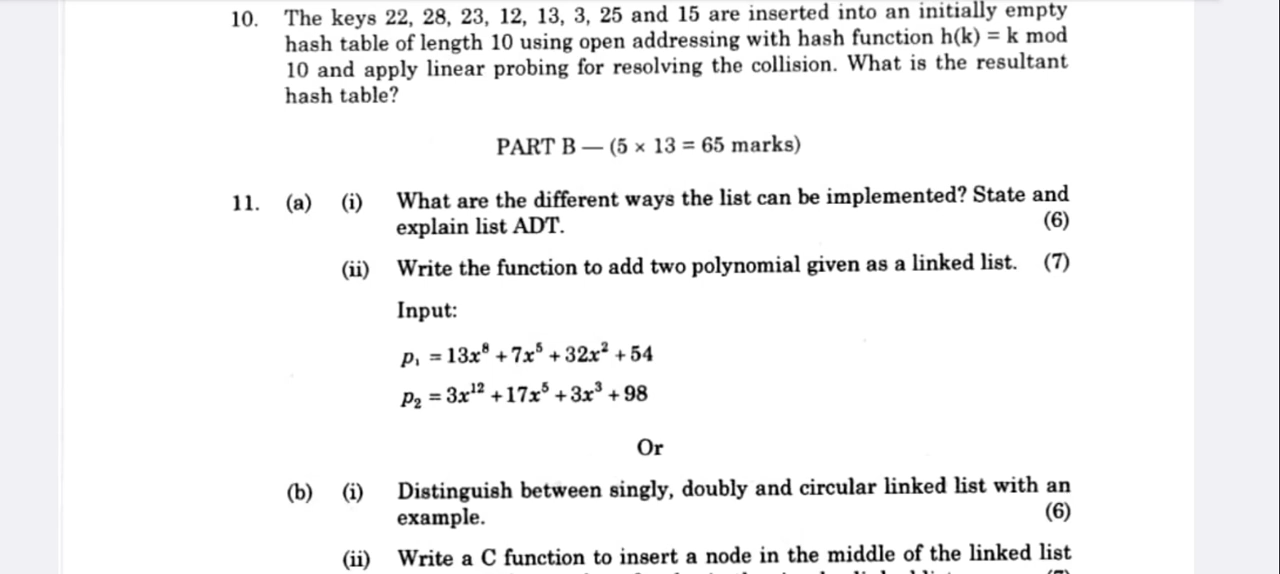 10. The keys 22, 28, 23, 12, 13, 3, 25 and 15 are inserted into an initially empty
hash table of length 10 using open addressing with hash function h(k) = k mod
10 and apply linear probing for resolving the collision. What is the resultant
hash table?
PART B — (5 × 13 = 65 marks)
11. (a) (i) What are the different ways the list can be implemented? State and
explain list ADT. (6)
(ii) Write the function to add two polynomial given as a linked list. (7)
Input:
p₁ = 13x⁸ + 7x⁵ + 32x² + 54
p₂ = 3x¹² + 17x⁵ + 3x³ + 98
Or
(b) (i) Distinguish between singly, doubly and circular linked list with an
example. (6)
(ii) Write a C function to insert a node in the middle of the linked list